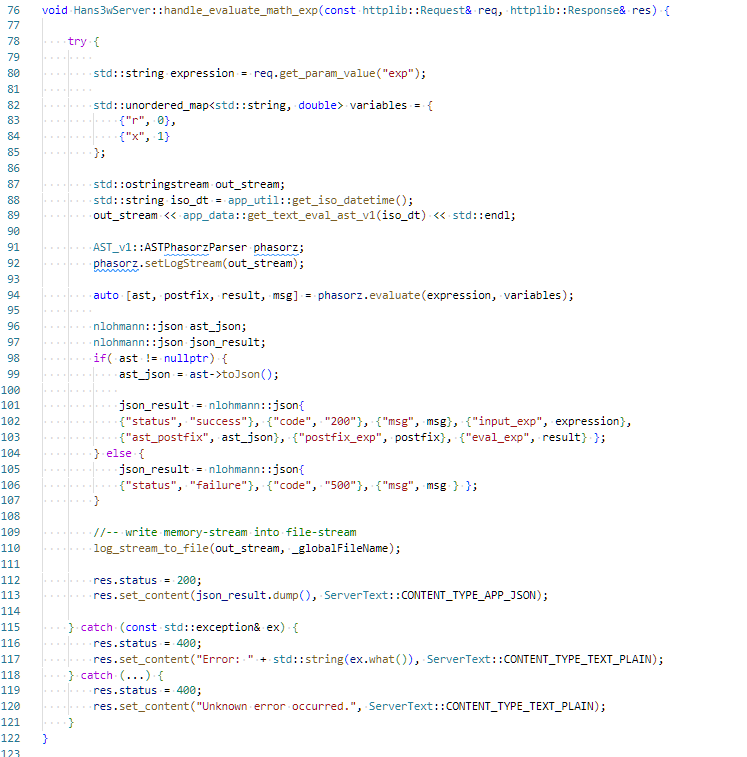 76 void Hans3wServer::handle_evaluate_math_exp(const httplib::Request& req, httplib::Response& res) {
77
78     try {
79
80         std::string expression = req.get_param_value("exp");
81
82         std::unordered_map<std::string, double> variables = {
83             {"r", 0},
84             {"x", 1}
85         };
86
87         std::ostringstream out_stream;
88         std::string iso_dt = app_util::get_iso_datetime();
89         out_stream << app_data::get_text_eval_ast_v1(iso_dt) << std::endl;
90
91         AST_v1::ASTPhasorzParser phasorz;
92         phasorz.setLogStream(out_stream);
93
94         auto [ast, postfix, result, msg] = phasorz.evaluate(expression, variables);
95
96         nlohmann::json ast_json;
97         nlohmann::json json_result;
98         if( ast != nullptr) {
99             ast_json = ast->toJson();
100
101             json_result = nlohmann::json{
102             {"status", "success"}, {"code", "200"}, {"msg", msg}, {"input_exp", expression},
103             {"ast_postfix", ast_json}, {"postfix_exp", postfix}, {"eval_exp", result} };
104         } else {
105             json_result = nlohmann::json{
106             {"status", "failure"}, {"code", "500"}, {"msg", msg } };
107         }
108
109         //-- write memory-stream into file-stream
110         log_stream_to_file(out_stream, _globalFileName);
111
112         res.status = 200;
113         res.set_content(json_result.dump(), ServerText::CONTENT_TYPE_APP_JSON);
114
115     } catch (const std::exception& ex) {
116         res.status = 400;
117         res.set_content("Error: " + std::string(ex.what()), ServerText::CONTENT_TYPE_TEXT_PLAIN);
118     } catch (...) {
119         res.status = 400;
120         res.set_content("Unknown error occurred.", ServerText::CONTENT_TYPE_TEXT_PLAIN);
121     }
122 }
123